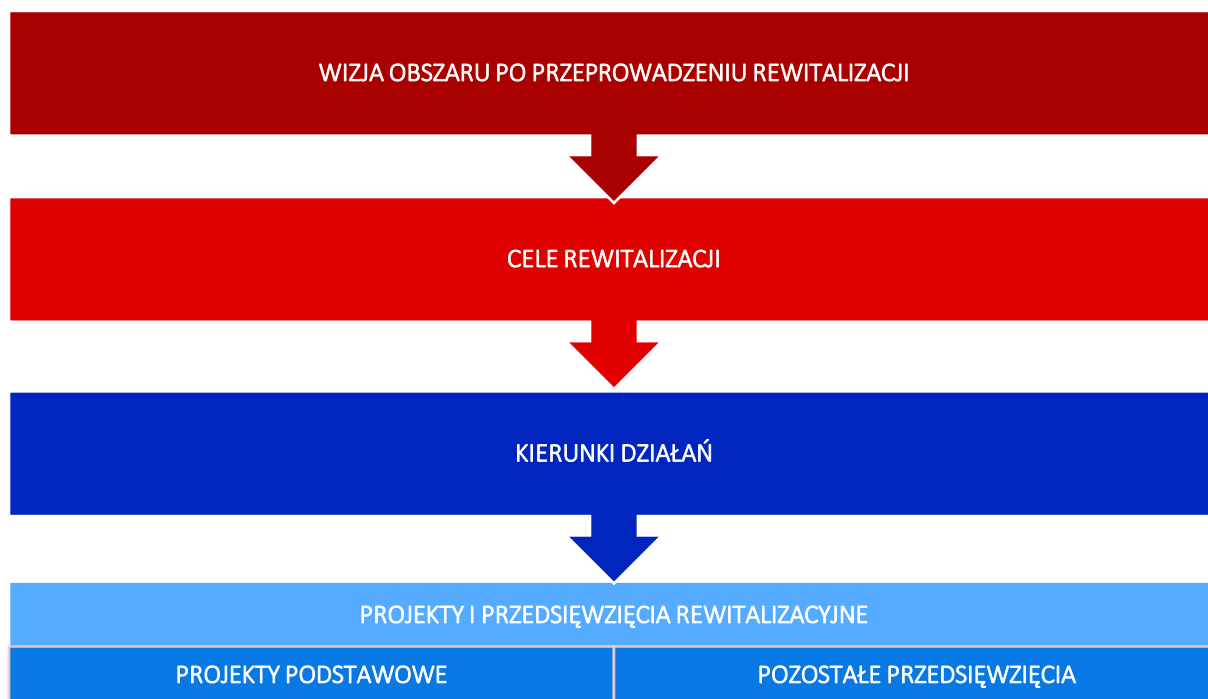 WIZJA OBSZARU PO PRZEPROWADZENIU REWITALIZACJI
CELE REWITALIZACJI
KIERUNKI DZIAŁAŃ
PROJEKTY I PRZEDSIĘWZIĘCIA REWITALIZACYJNE
PROJEKTY PODSTAWOWE
POZOSTAŁE PRZEDSIĘWZIĘCIA